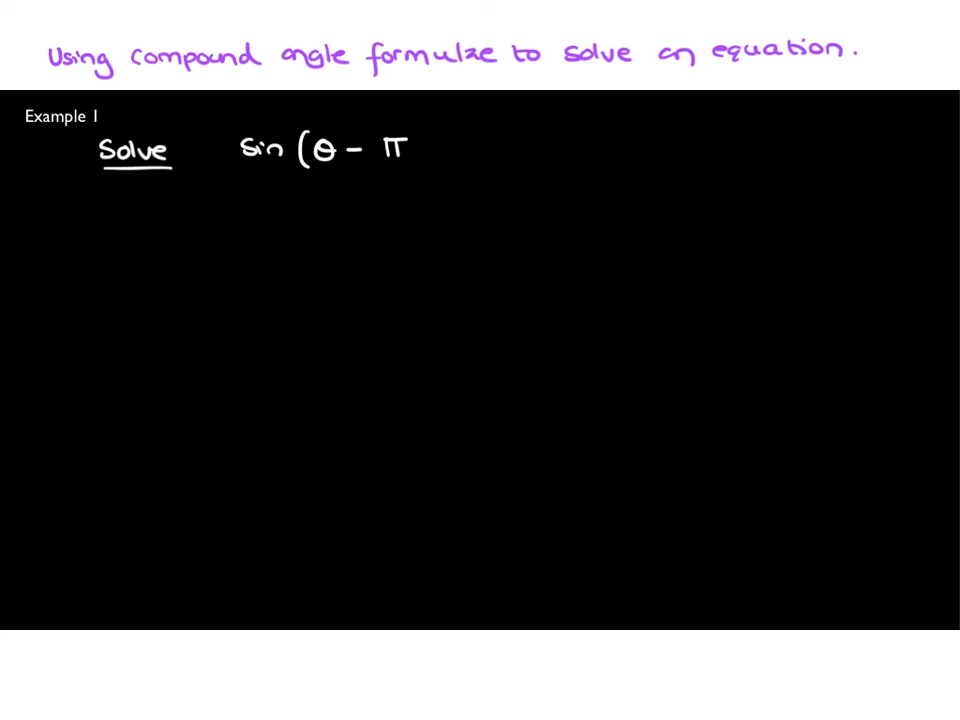 Using compound angle formulae to solve an equation.
Example 1
Solve sin (θ - π